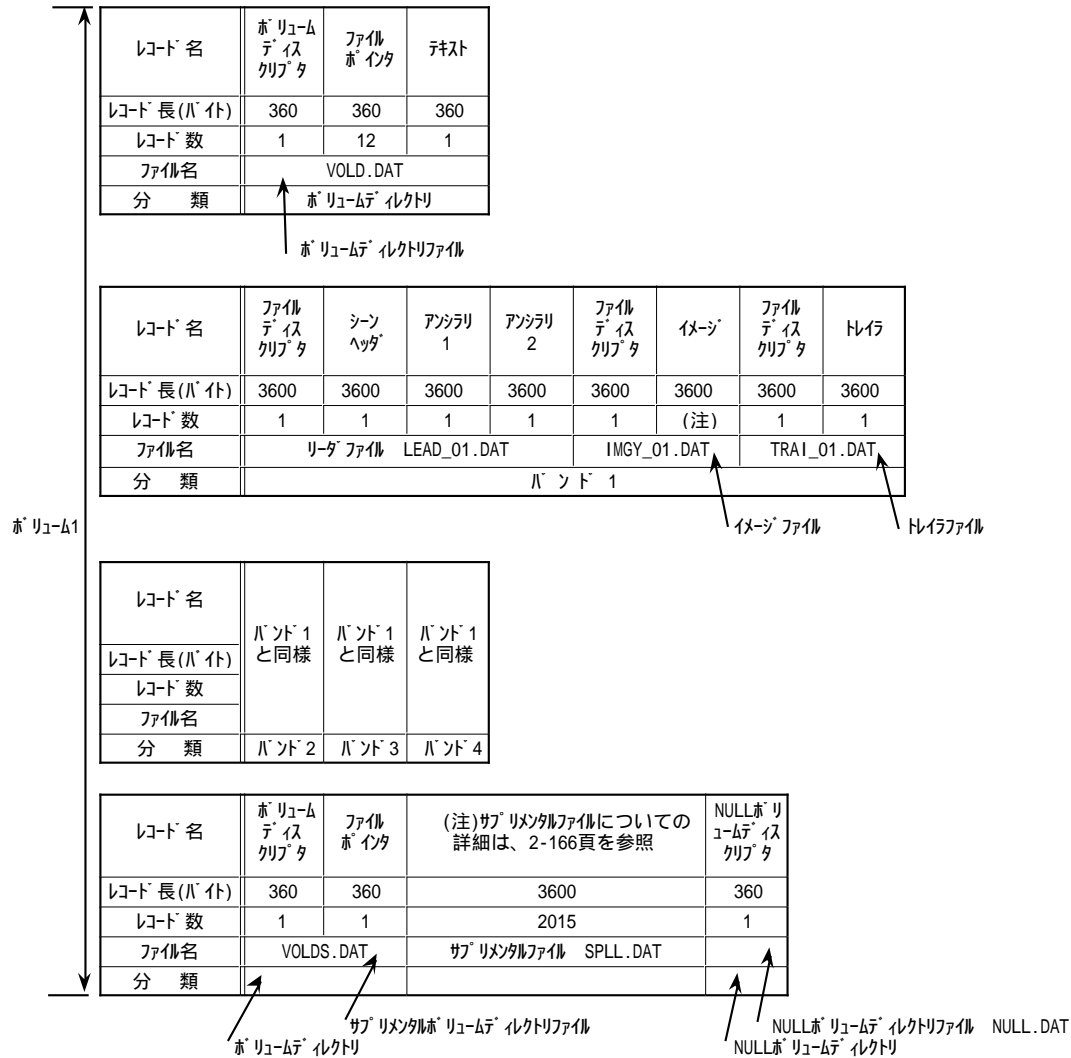 レコード名 ボリューム ファイル テキスト
ディス ポインタ
クリプタ
レコード長(バイト) 360 360 360
レコード数 1 12 1
ファイル名 VOLD.DAT
分 類 ボリュームディレクトリ
ボリュームディレクトリファイル
レコード名 ファイル シーン アンシラリ アンシラリ ファイル イメージ ファイル トレイラ
ディス ヘッダ 1 2 ディス ディス
クリプタ クリプタ クリプタ
レコード長(バイト) 3600 3600 3600 3600 3600 3600 3600 3600
レコード数 1 1 1 1 1 (注) 1 1
ファイル名 リーダファイル LEAD_01.DAT IMGY_01.DAT TRAI_01.DAT
分 類 バンド 1
ボリューム1
イメージファイル トレイラファイル
レコード名
バンド1 バンド1 バンド1
と同様 と同様 と同様
レコード長(バイト)
レコード数
ファイル名
分 類 バンド2 バンド3 バンド4
レコード名 ボリューム ファイル (注)サプリメンタルファイルについての NULLボリ
ディス ポインタ 詳細は、2-166頁を参照 ュームディス
クリプタ クリプタ
レコード長(バイト) 360 360 3600 360
レコード数 1 1 2015 1
ファイル名 VOLDS.DAT サプリメンタルファイル SPLL.DAT
分 類
サプリメンタルボリュームディレクトリファイル NULLボリュームディレクトリファイル NULL.DAT
ボリュームディレクトリ NULLボリュームディレクトリ